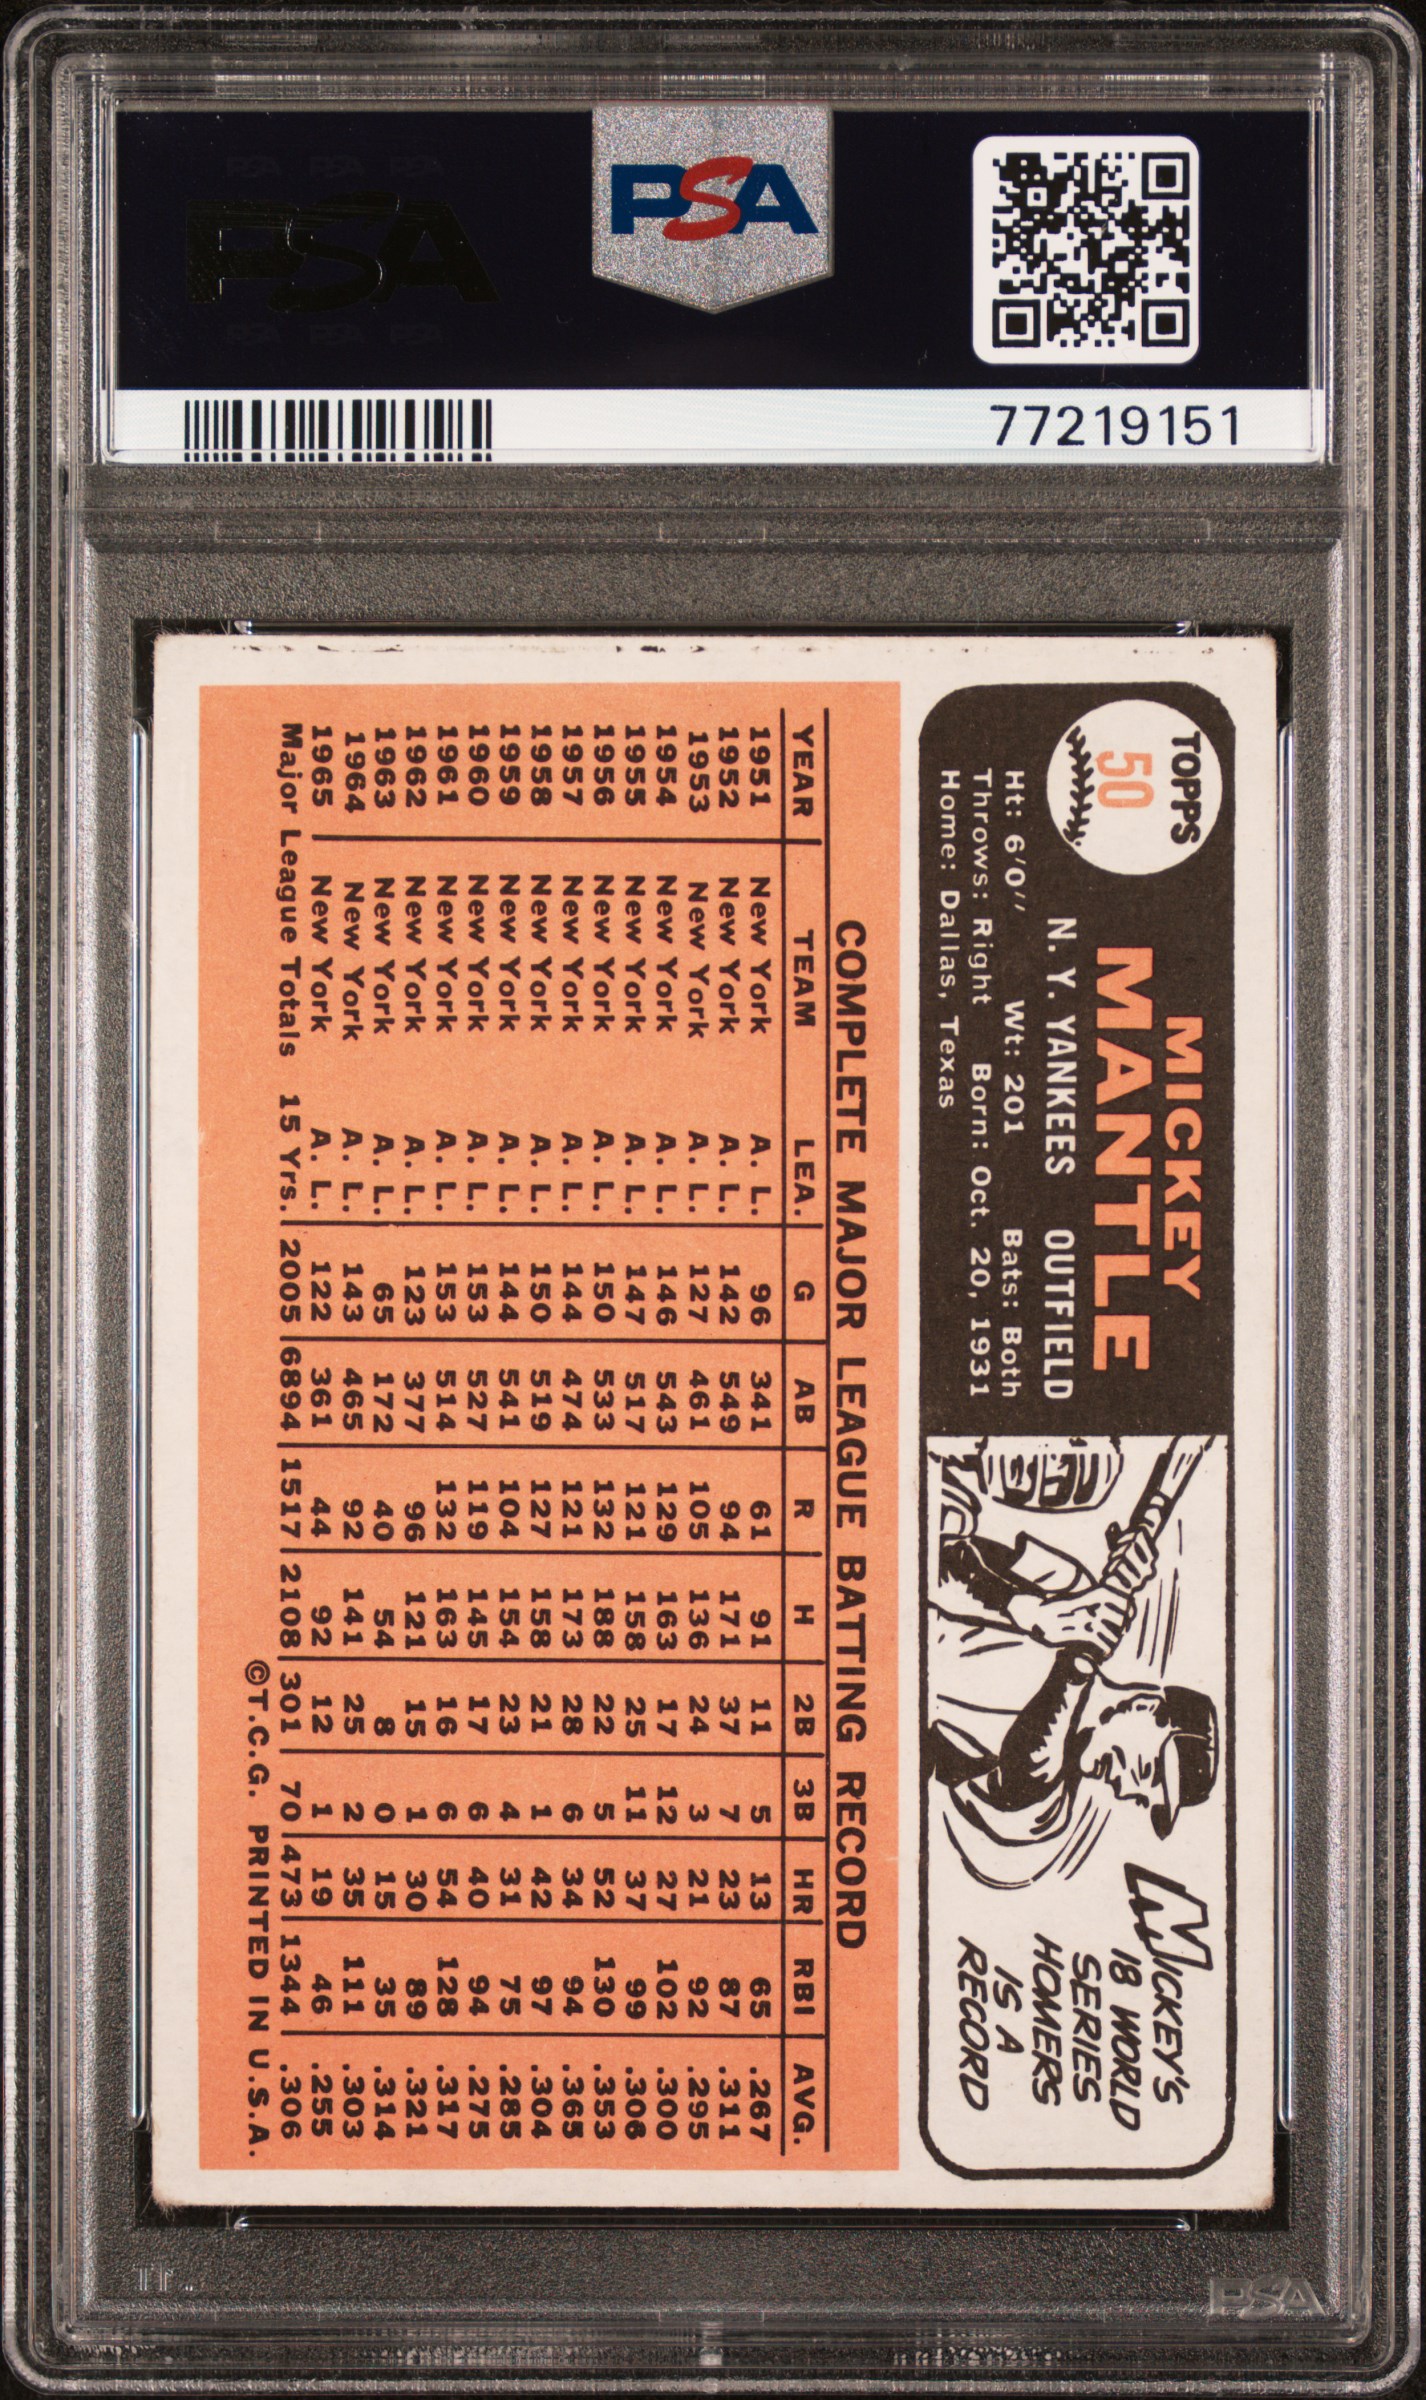 PSA
PSA PSA PSA
PSA
PSA PSA PSA
77219151
TOPPS
50
MICKEY
MANTLE
N. Y. YANKEES OUTFIELD
Ht: 6'0'' Wt: 201 Bats: Both
Throws: Right Born: Oct. 20, 1931
Home: Dallas, Texas
MICKEY'S
18 WORLD
SERIES
HOMERS
IS A
RECORD
COMPLETE MAJOR LEAGUE BATTING RECORD
YEAR TEAM LEA. G AB R H 2B 3B HR RBI AVG.
1951 New York A. L. 96 341 61 91 11 5 13 65 .267
1952 New York A. L. 142 549 94 171 37 7 23 87 .311
1953 New York A. L. 127 461 105 136 24 3 21 92 .295
1954 New York A. L. 146 543 129 163 17 12 27 102 .300
1955 New York A. L. 147 517 121 158 25 11 37 99 .306
1956 New York A. L. 150 533 132 188 22 5 52 130 .353
1957 New York A. L. 144 474 121 173 28 6 34 94 .365
1958 New York A. L. 150 519 127 158 21 1 42 97 .304
1959 New York A. L. 144 541 104 154 23 4 31 75 .285
1960 New York A. L. 153 527 119 145 17 6 40 94 .275
1961 New York A. L. 153 514 132 163 16 6 54 128 .317
1962 New York A. L. 123 377 96 121 15 1 30 89 .321
1963 New York A. L. 65 172 40 54 8 0 15 35 .314
1964 New York A. L. 143 465 92 141 25 2 35 111 .303
1965 New York A. L. 122 361 44 92 12 1 19 46 .255
Major League Totals 15 Yrs. 2005 6894 1517 2108 301 70 473 1344 .306
©T.C.G. PRINTED IN U.S.A.
PSA